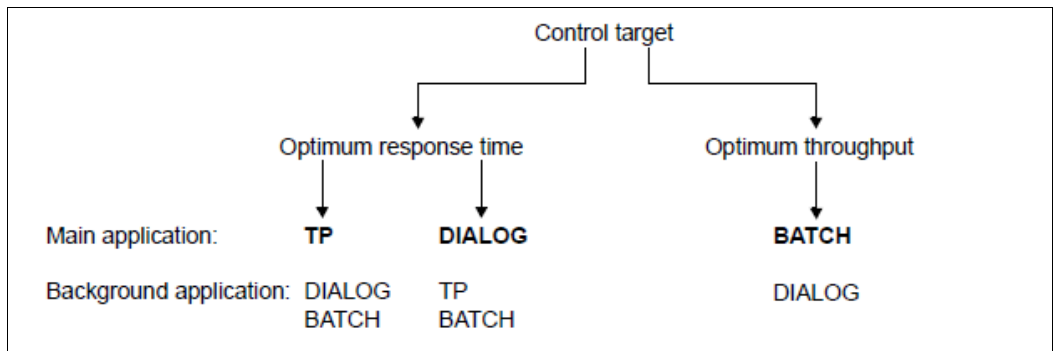 Control target
Optimum response time Optimum throughput
Main application: TP DIALOG BATCH
Background application: DIALOG TP DIALOG
BATCH BATCH